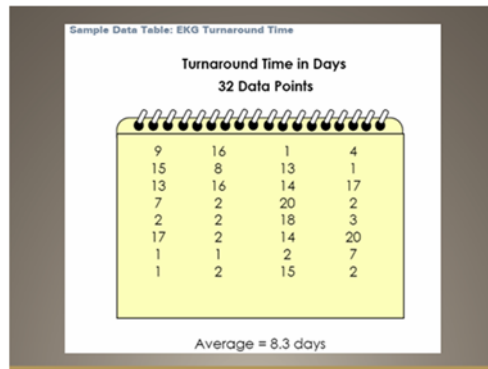 Sample Data Table: EKG Turnaround Time
Turnaround Time in Days
32 Data Points
9 16 1 4
15 8 13 1
13 16 14 17
7 2 20 2
2 2 18 3
17 2 14 20
1 1 2 7
1 2 15 2
Average = 8.3 days